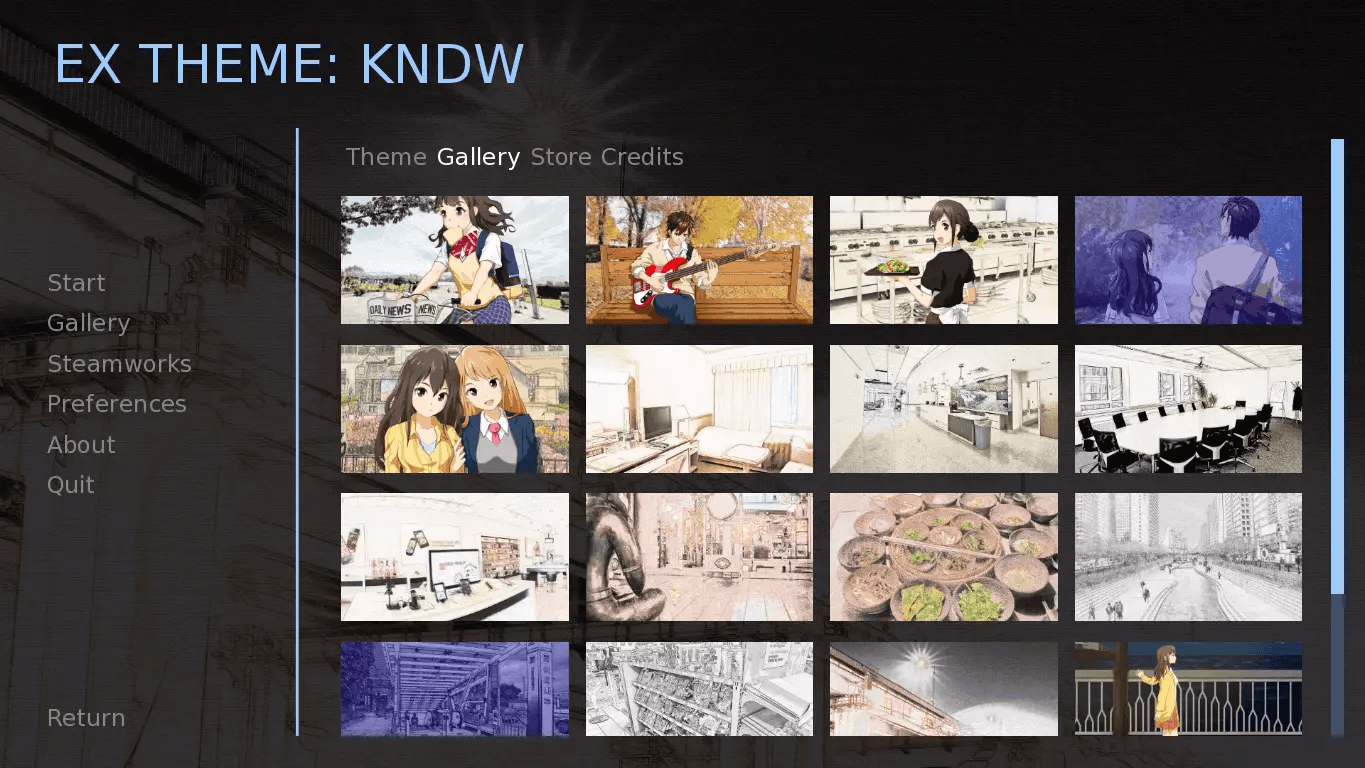 EX THEME: KNDW
Theme Gallery Store Credits
Start
Gallery
Steamworks
Preferences
About
Quit
Return
DAILY NEWS NEWS